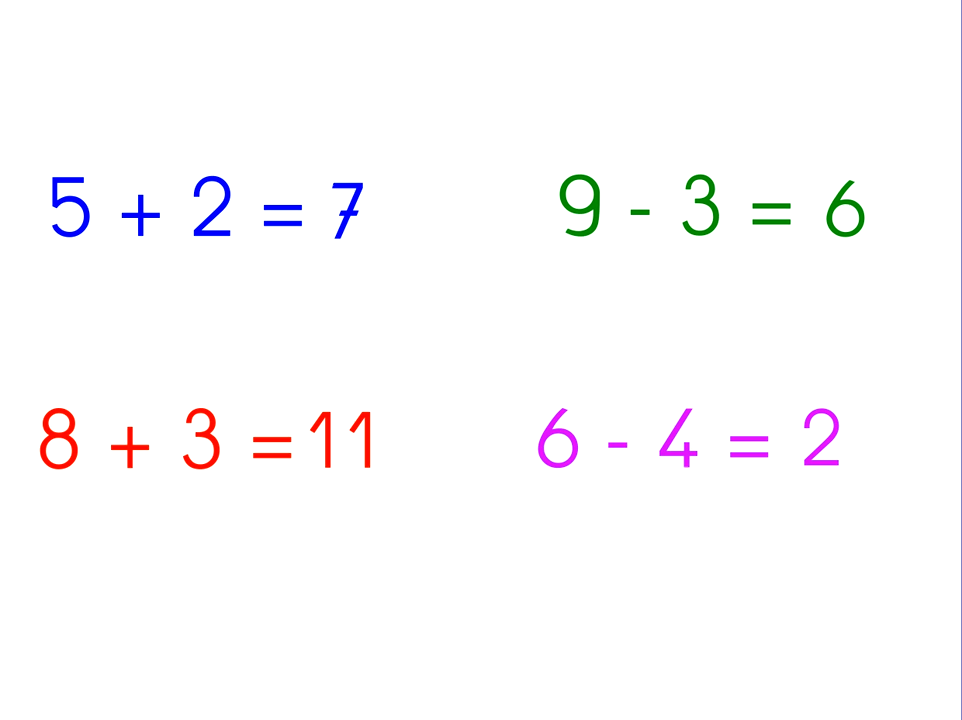 5 + 2 = 7
9 - 3 = 6
8 + 3 = 11
6 - 4 = 2